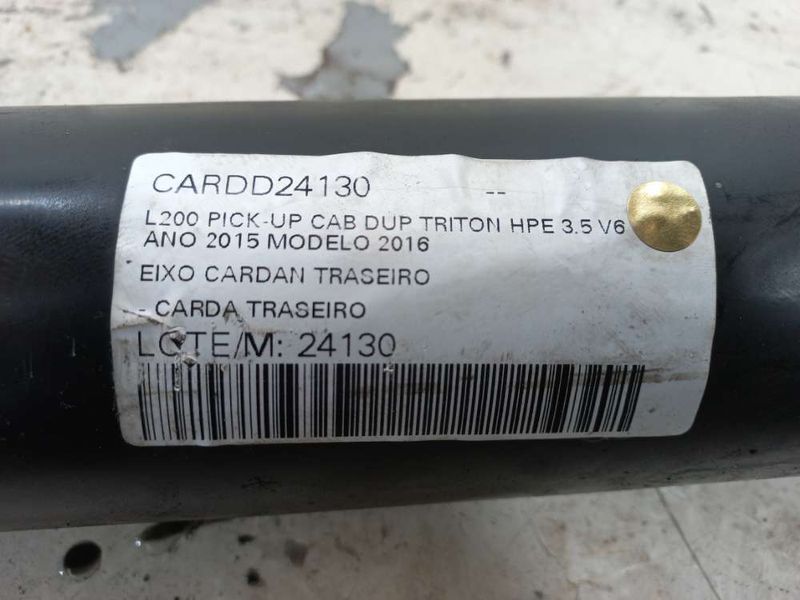 CARDD24130 --
L200 PICK-UP CAB DUP TRITON HPE 3.5 V6
ANO 2015 MODELO 2016
EIXO CARDAN TRASEIRO
- CARDA TRASEIRO
LOTE/M: 24130